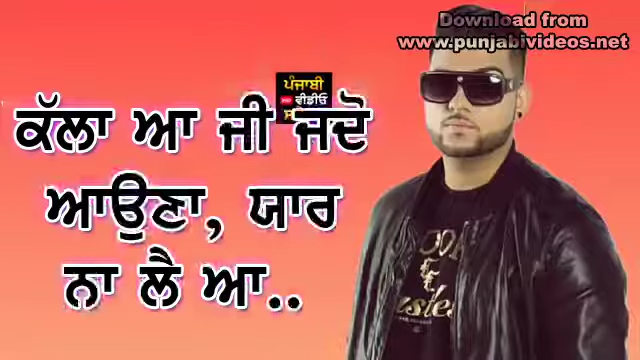 Download from
www.punjabivideos.net
ਪੰਜਾਬੀ
ਵੀਡੀਓ
ਕੱਲਾ ਆ ਜੀ ਜਦੋ
ਆਉਣਾ, ਯਾਰ
ਨਾ ਲੈ ਆ..